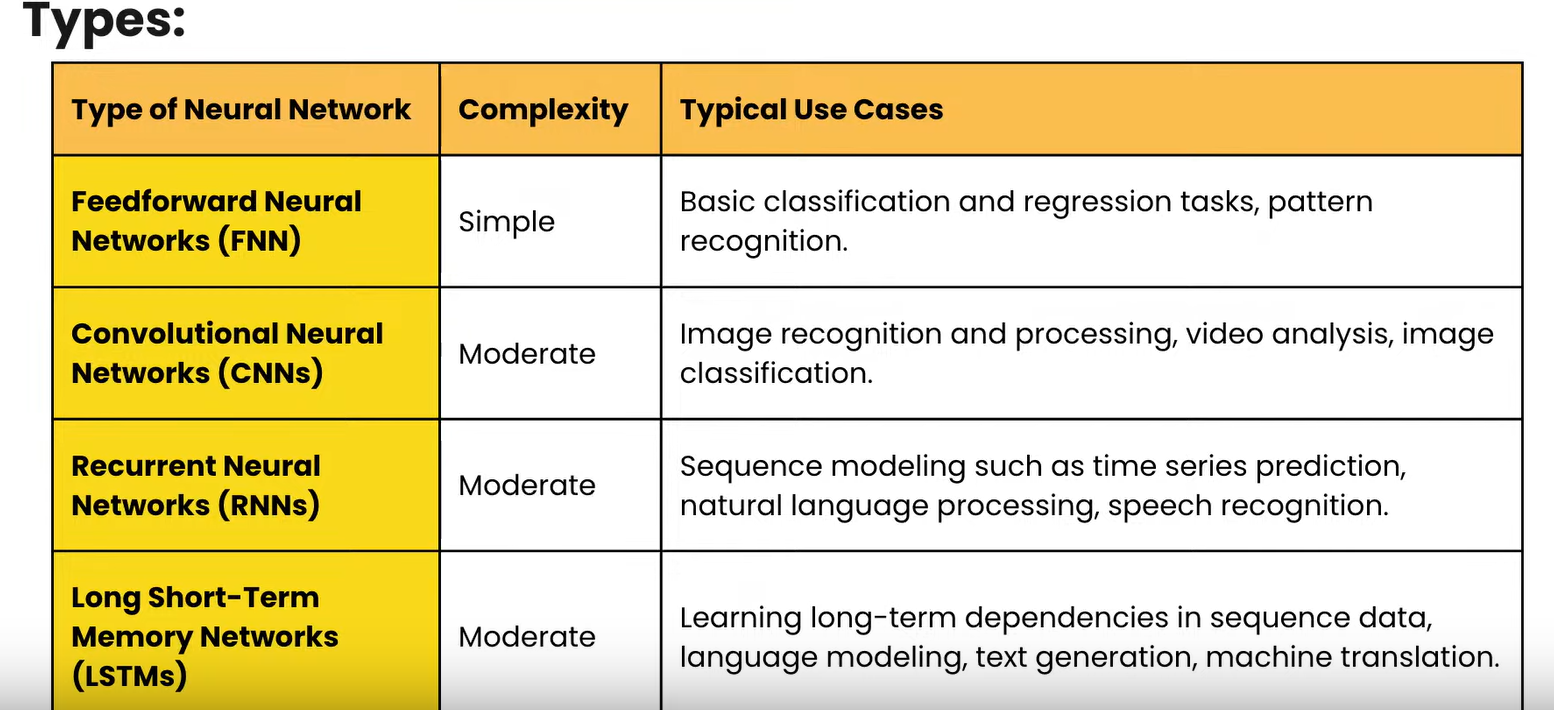 Types:
Type of Neural Network
Complexity
Typical Use Cases
Feedforward Neural
Networks (FNN)
Simple
Basic classification and regression tasks, pattern
recognition.
Convolutional Neural
Networks (CNNs)
Moderate
Image recognition and processing, video analysis, image
classification.
Recurrent Neural
Networks (RNNs)
Moderate
Sequence modeling such as time series prediction,
natural language processing, speech recognition.
Long Short-Term
Memory Networks
(LSTMs)
Moderate
Learning long-term dependencies in sequence data,
language modeling, text generation, machine translation.